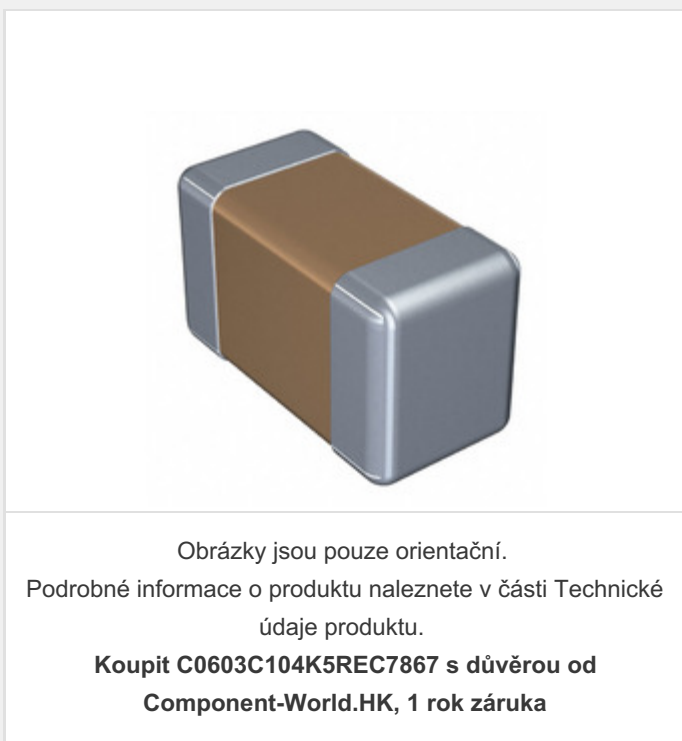 Obrázky jsou pouze orientační.
Podrobné informace o produktu naleznete v části Technické
údaje produktu.
Koupit C0603C104K5REC7867 s důvěrou od
Component-World.HK, 1 rok záruka